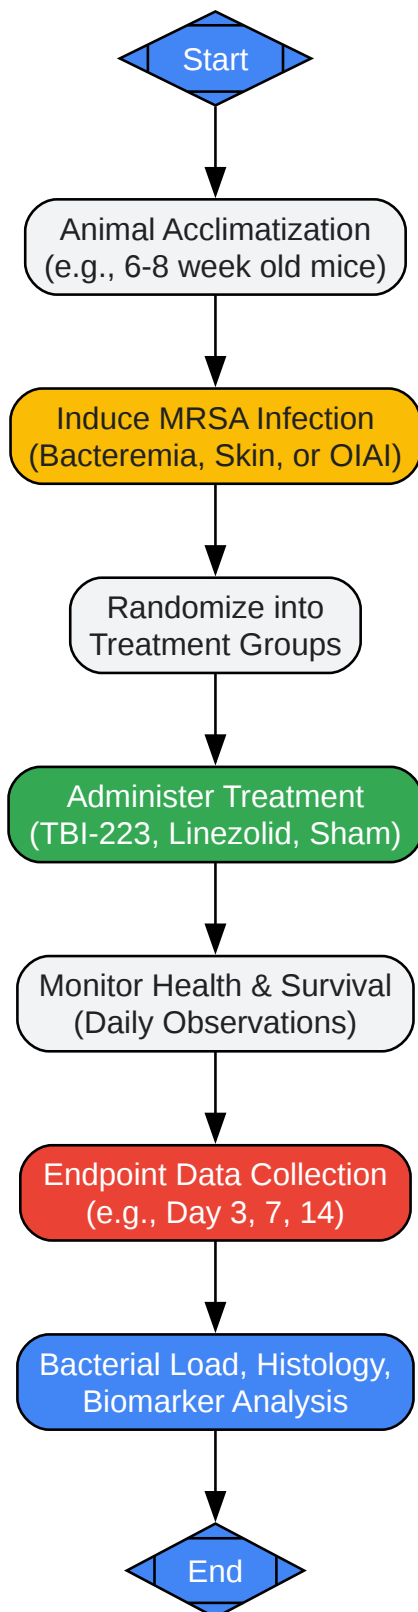 Start
Animal Acclimatization
(e.g., 6-8 week old mice)
Induce MRSA Infection
(Bacteremia, Skin, or OIAI)
Randomize into
Treatment Groups
Administer Treatment
(TBI-223, Linezolid, Sham)
Monitor Health & Survival
(Daily Observations)
Endpoint Data Collection
(e.g., Day 3, 7, 14)
Bacterial Load, Histology,
Biomarker Analysis
End